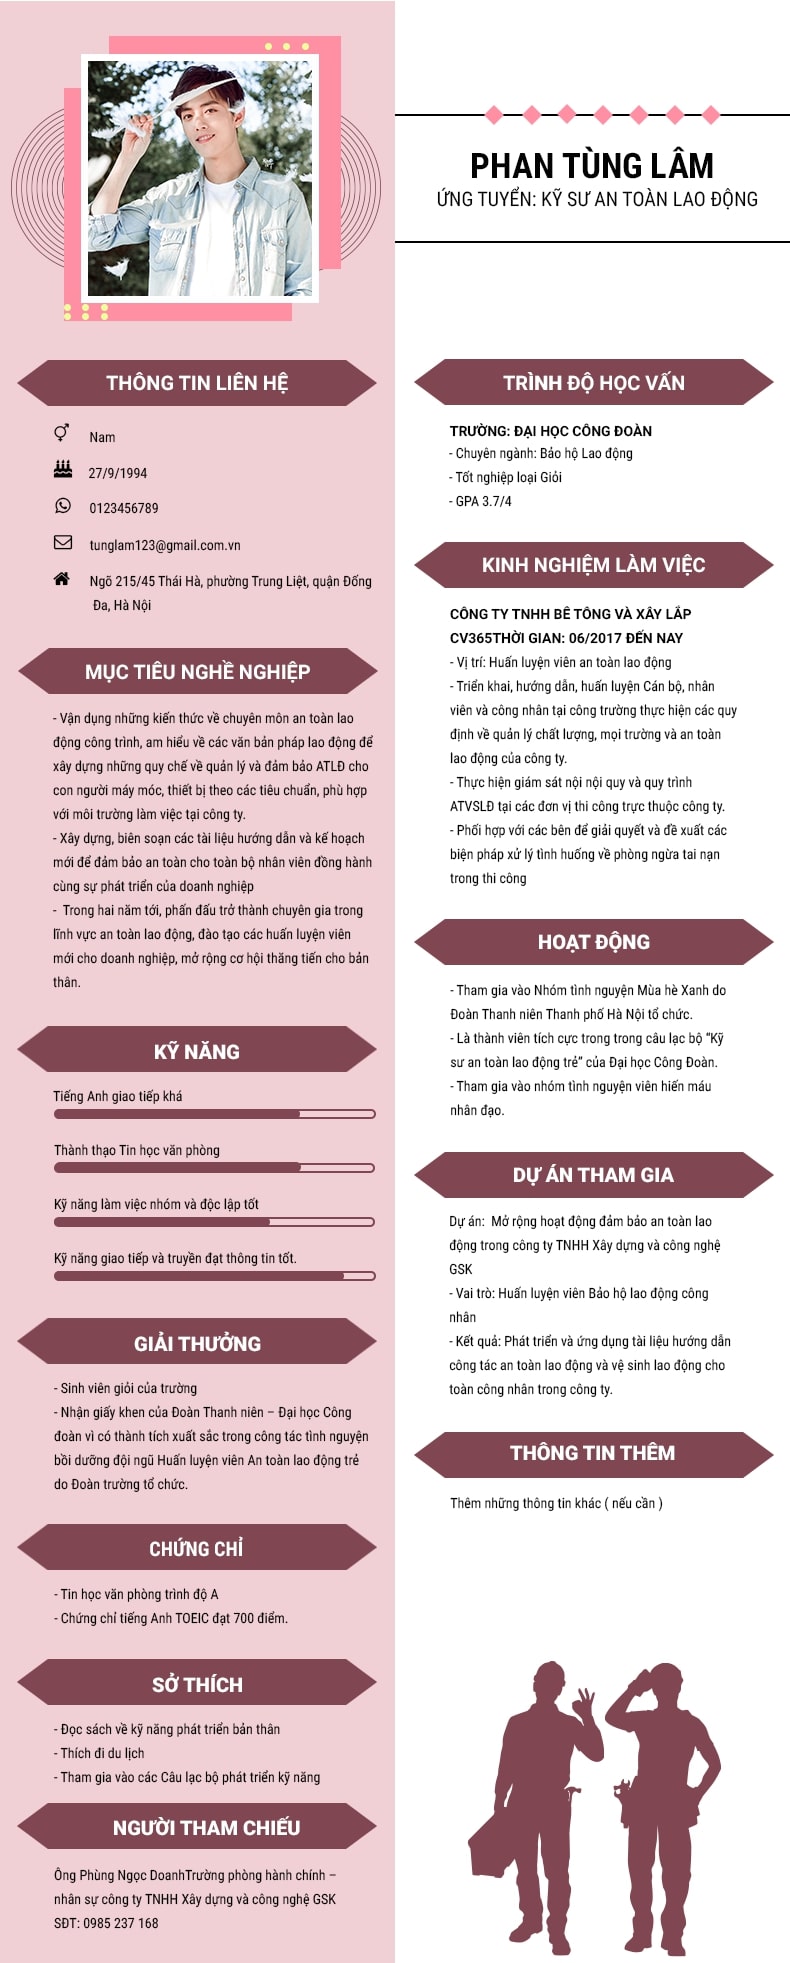 PHAN TÙNG LÂM
ỨNG TUYỂN: KỸ SƯ AN TOÀN LAO ĐỘNG
THÔNG TIN LIÊN HỆ
Nam
27/9/1994
0123456789
tunglam123@gmail.com.vn
Ngõ 215/45 Thái Hà, phường Trung Liệt, quận Đống
Đa, Hà Nội
MỤC TIÊU NGHỀ NGHIỆP
- Vận dụng những kiến thức về chuyên môn an toàn lao
động công trình, am hiểu về các văn bản pháp lao động để
xây dựng những quy chế về quản lý và đảm bảo ATLĐ cho
con người máy móc, thiết bị theo các tiêu chuẩn, phù hợp
với môi trường làm việc tại công ty.
- Xây dựng, biên soạn các tài liệu hướng dẫn và kế hoạch
mới để đảm bảo an toàn cho toàn bộ nhân viên đồng hành
cùng sự phát triển của doanh nghiệp
- Trong hai năm tới, phấn đấu trở thành chuyên gia trong
lĩnh vực an toàn lao động, đào tạo các huấn luyện viên
mới cho doanh nghiệp, mở rộng cơ hội thăng tiến cho bản
thân.
KỸ NĂNG
Tiếng Anh giao tiếp khá
Thành thạo Tin học văn phòng
Kỹ năng làm việc nhóm và độc lập tốt
Kỹ năng giao tiếp và truyền đạt thông tin tốt.
GIẢI THƯỞNG
- Sinh viên giỏi của trường
- Nhận giấy khen của Đoàn Thanh niên – Đại học Công
đoàn vì có thành tích xuất sắc trong công tác tình nguyện
bồi dưỡng đội ngũ Huấn luyện viên An toàn lao động trẻ
do Đoàn trường tổ chức.
CHỨNG CHỈ
- Tin học văn phòng trình độ A
- Chứng chỉ tiếng Anh TOEIC đạt 700 điểm.
SỞ THÍCH
- Đọc sách về kỹ năng phát triển bản thân
- Thích đi du lịch
- Tham gia vào các Câu lạc bộ phát triển kỹ năng
NGƯỜI THAM CHIẾU
Ông Phùng Ngọc DoanhTrường phòng hành chính –
nhân sự công ty TNHH Xây dựng và công nghệ GSK
SĐT: 0985 237 168
TRÌNH ĐỘ HỌC VẤN
TRƯỜNG: ĐẠI HỌC CÔNG ĐOÀN
- Chuyên ngành: Bảo hộ Lao động
- Tốt nghiệp loại Giỏi
- GPA 3.7/4
KINH NGHIỆM LÀM VIỆC
CÔNG TY TNHH BÊ TÔNG VÀ XÂY LẮP
CV365THỜI GIAN: 06/2017 ĐẾN NAY
- Vị trí: Huấn luyện viên an toàn lao động
- Triển khai, hướng dẫn, huấn luyện Cán bộ, nhân
viên và công nhân tại công trường thực hiện các quy
định về quản lý chất lượng, mọi trường và an toàn
lao động của công ty.
- Thực hiện giám sát nội nội quy và quy trình
ATVSLĐ tại các đơn vị thi công trực thuộc công ty.
- Phối hợp với các bên để giải quyết và đề xuất các
biện pháp xử lý tình huống về phòng ngừa tai nạn
trong thi công
HOẠT ĐỘNG
- Tham gia vào Nhóm tình nguyện Mùa hè Xanh do
Đoàn Thanh niên Thanh phố Hà Nội tổ chức.
- Là thành viên tích cực trong trong câu lạc bộ “Kỹ
sư an toàn lao động trẻ” của Đại học Công Đoàn.
- Tham gia vào nhóm tình nguyện viên hiến máu
nhân đạo.
DỰ ÁN THAM GIA
Dự án: Mở rộng hoạt động đảm bảo an toàn lao
động trong công ty TNHH Xây dựng và công nghệ
GSK
- Vai trò: Huấn luyện viên Bảo hộ lao động công
nhân
- Kết quả: Phát triển và ứng dụng tài liệu hướng dẫn
công tác an toàn lao động và vệ sinh lao động cho
toàn công nhân trong công ty.
THÔNG TIN THÊM
Thêm những thông tin khác ( nếu cần )